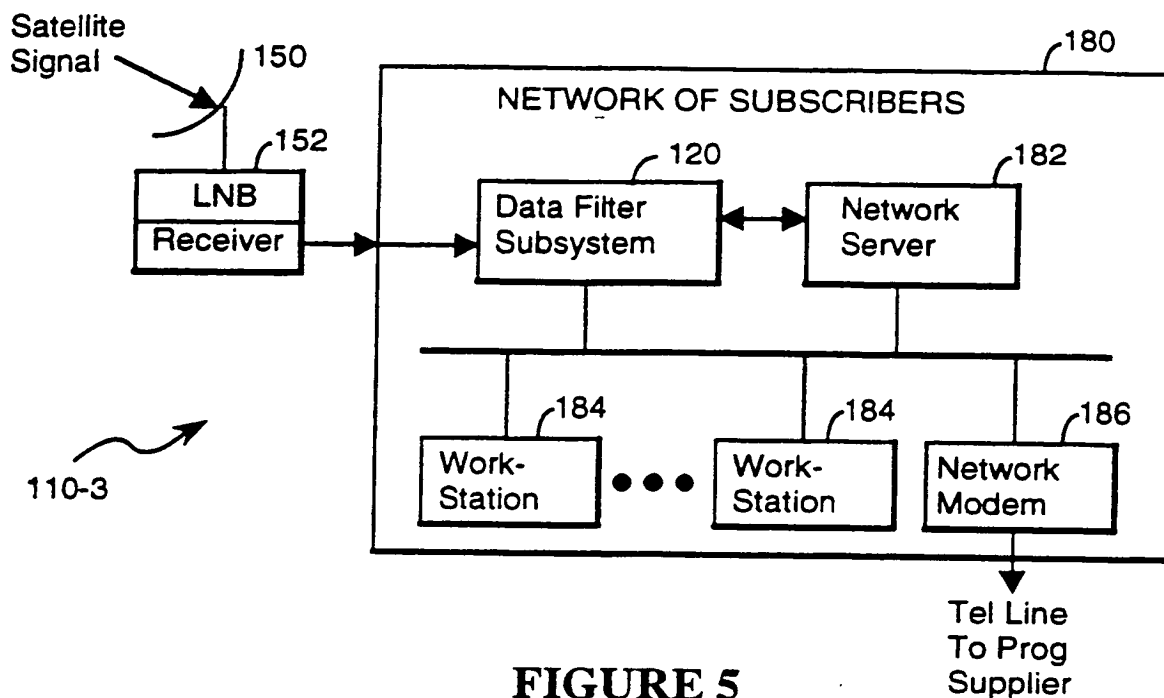 Satellite
Signal
150
180
NETWORK OF SUBSCRIBERS
152
LNB
Receiver
120
Data Filter
Subsystem
182
Network
Server
110-3
184
Work-
Station
184
Work-
Station
186
Network
Modem
Tel Line
To Prog
Supplier
FIGURE 5